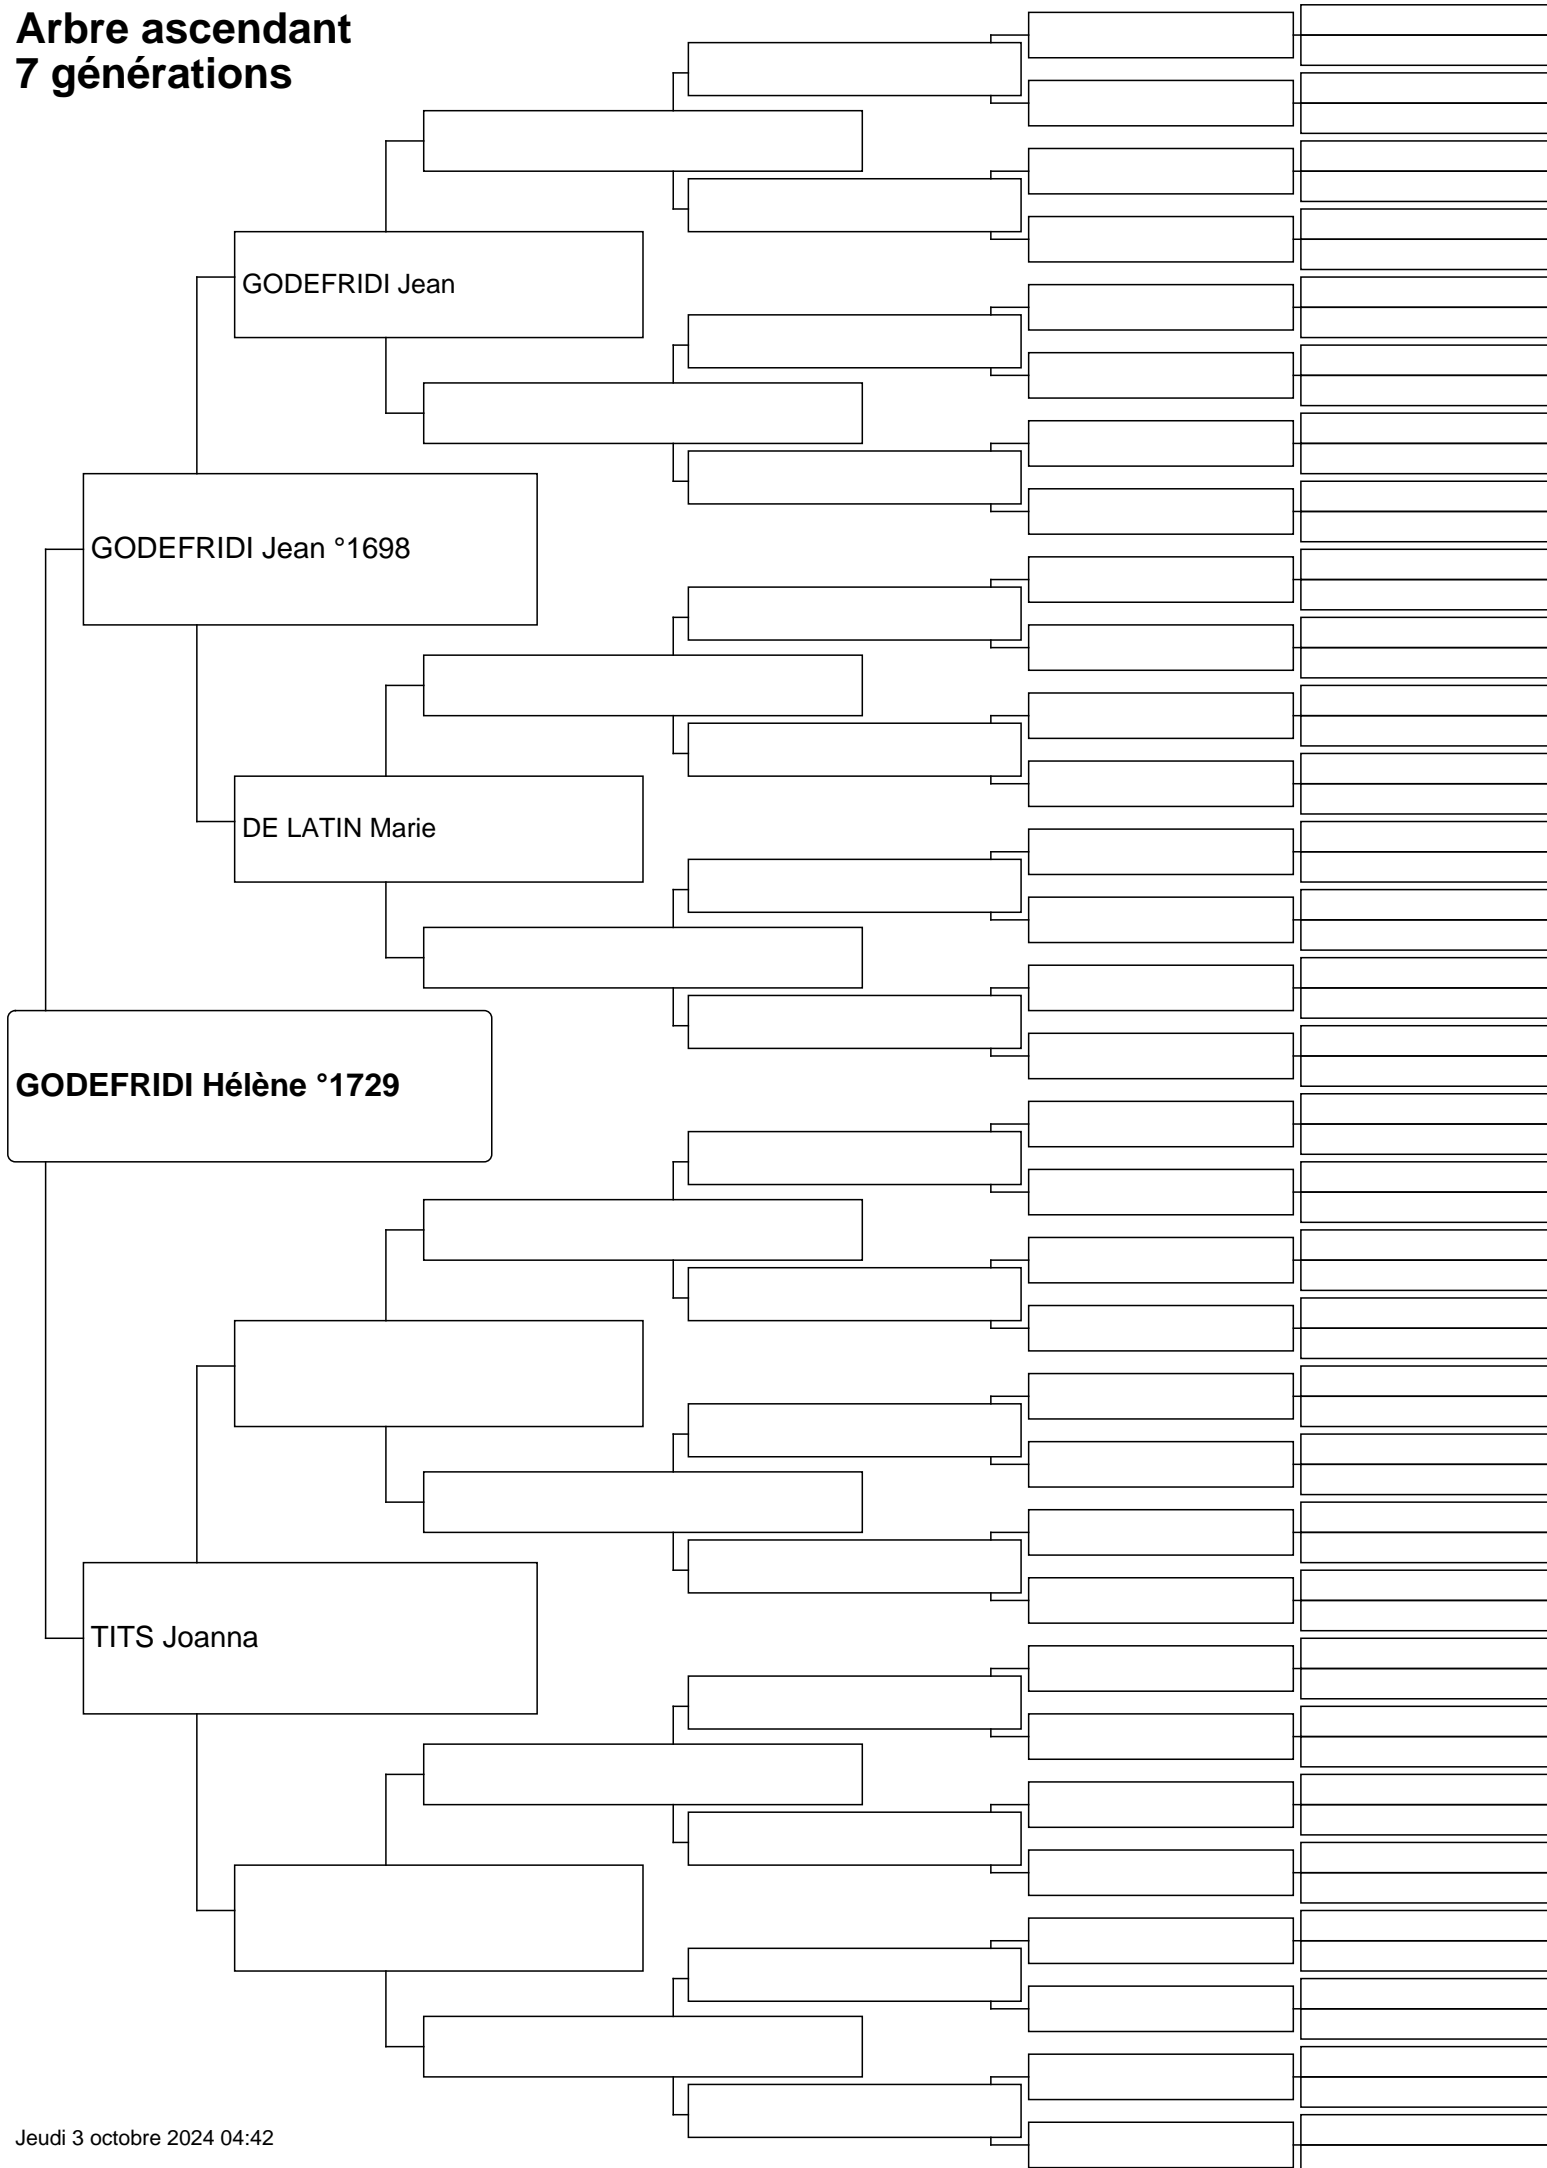 Arbre ascendant
7 générations
GODEFRIDI Jean
GODEFRIDI Jean °1698
DE LATIN Marie
GODEFRIDI Hélène °1729
TITS Joanna
Jeudi 3 octobre 2024 04:42